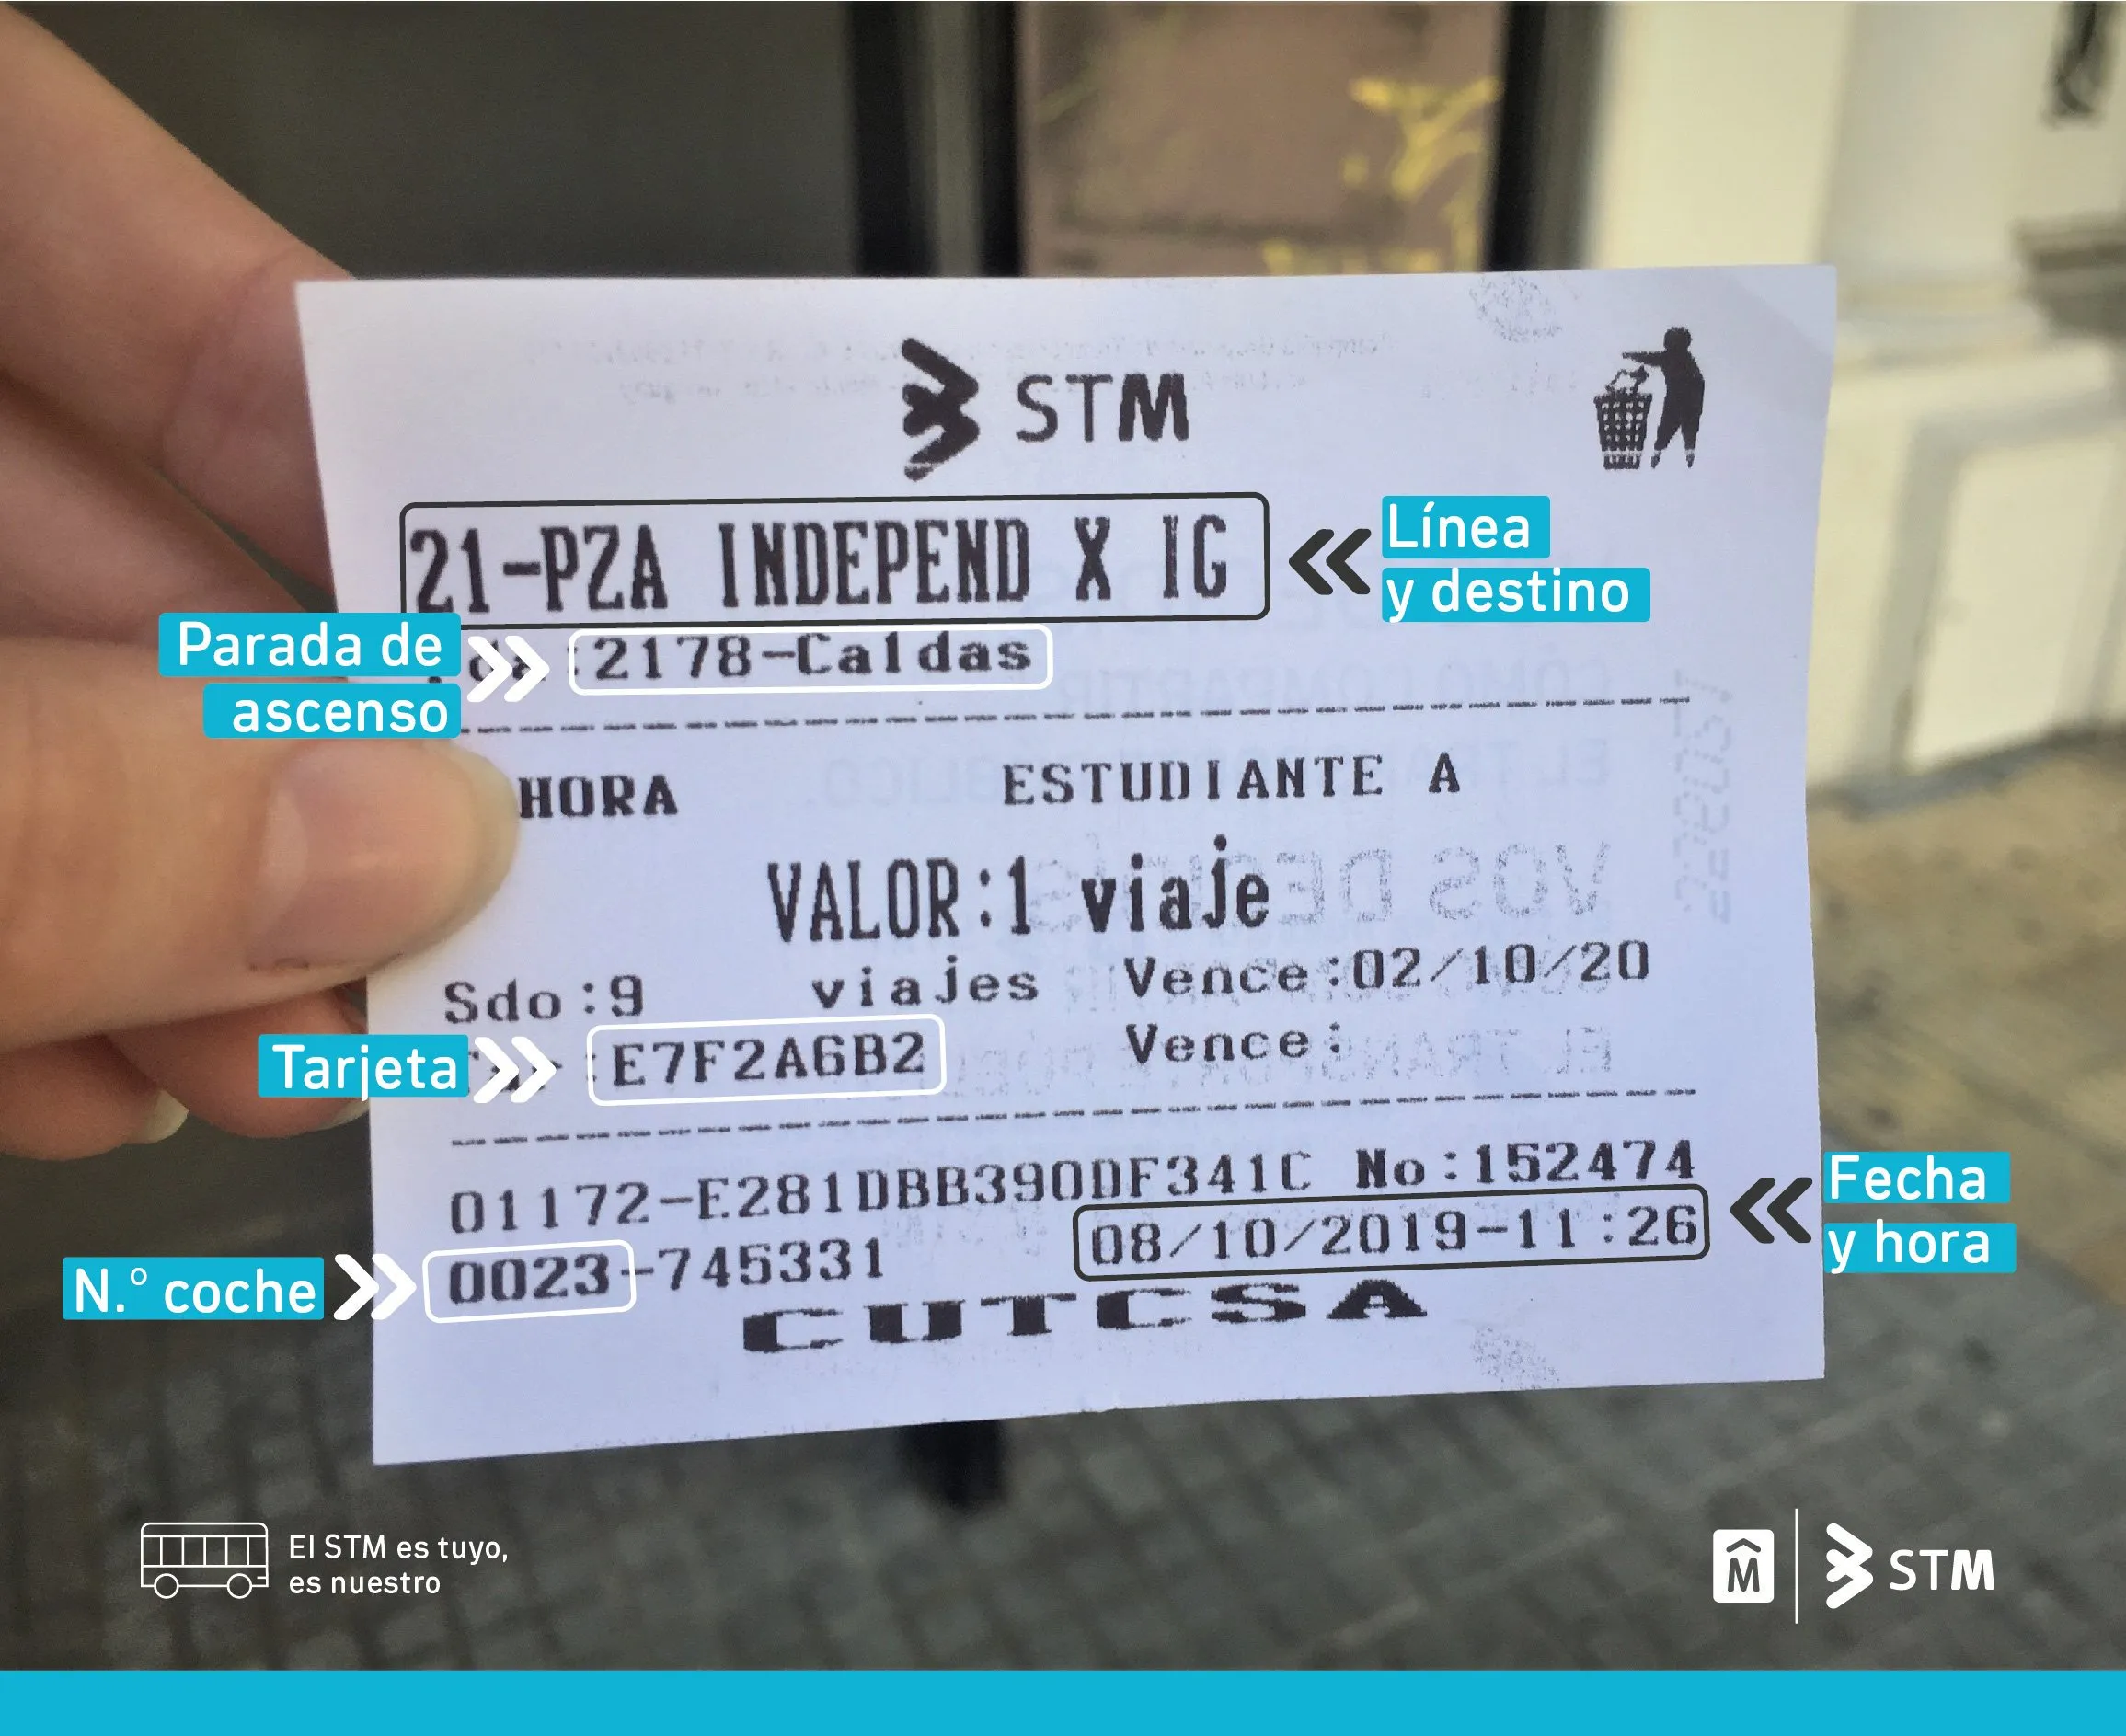 STM
21-PZA INDEPEND X IG
Línea
y destino
Parada de
ascenso
2178-Caldas
HORA ESTUDIANTE A
VALOR:1 viaje
Sdo:9 viajes Vence:02/10/20
Tarjeta
E7F2A6B2 Vence:
01172-E281DBB390DF341C No:152474
Fecha
y hora
N.º coche
0023-745331 08/10/2019-11:26
CUTCSA
El STM es tuyo,
es nuestro
M
STM